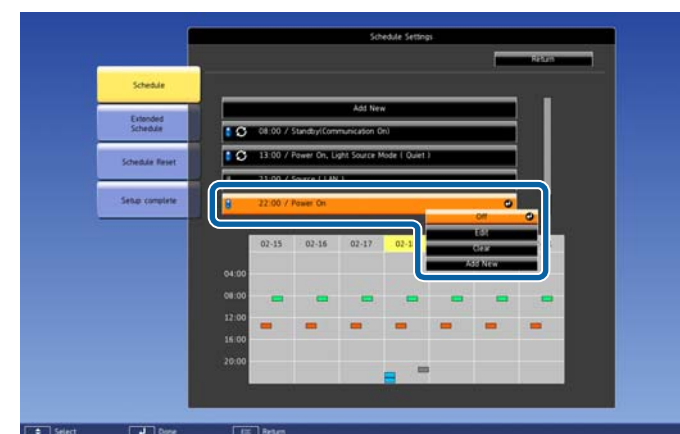 Schedule Settings
Return
Schedule
Extended
Schedule
Schedule Reset
Setup complete
Add New
08:00 / Standby(Communication On)
13:00 / Power On, Light Source Mode ( Quiet )
21:00 / Source ( LAN )
22:00 / Power On
Off
Edit
Clear
Add New
02-15 02-16 02-17
04:00
08:00
12:00
16:00
20:00
Select Done Esc Return